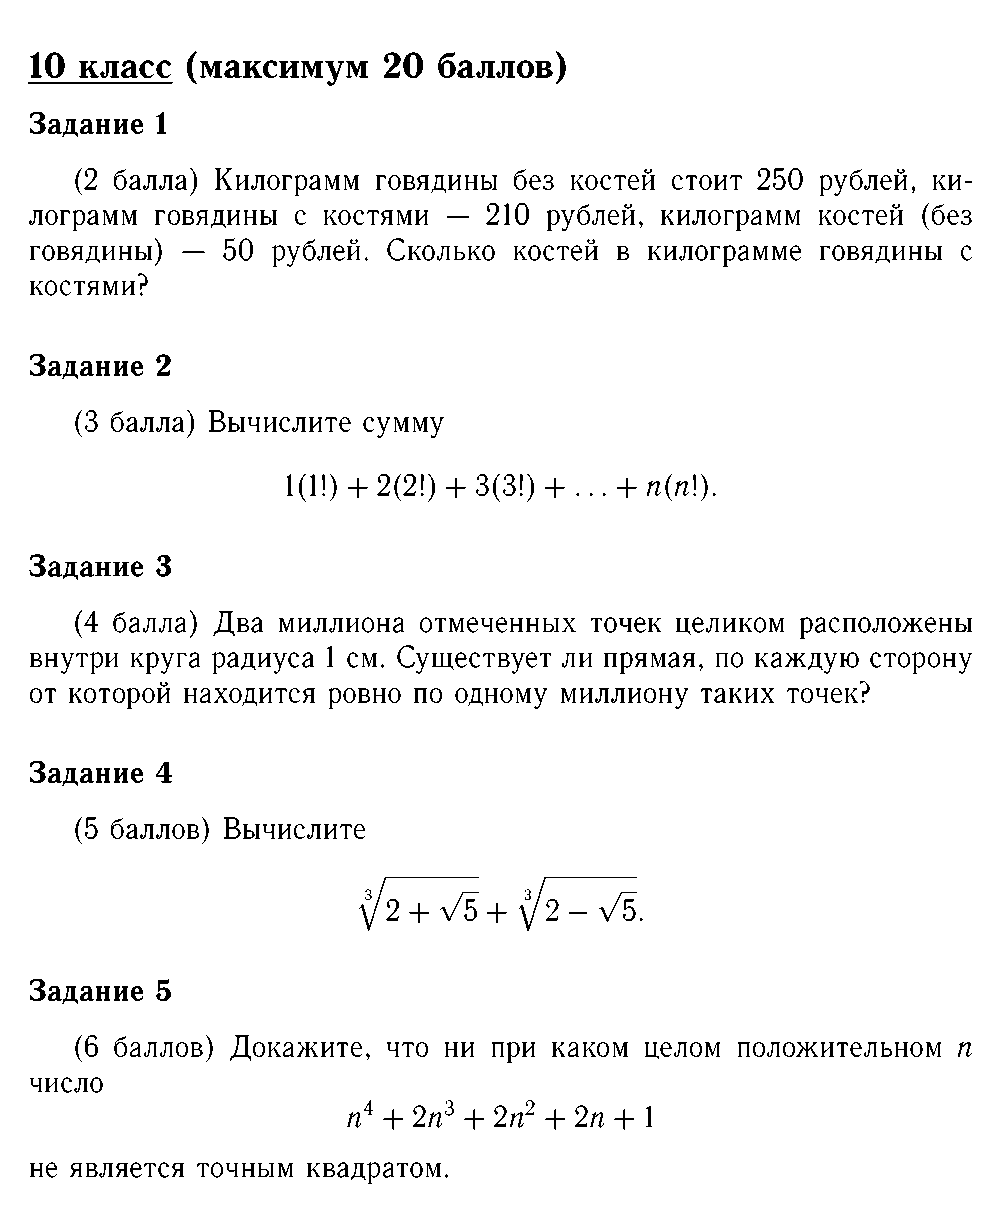 10 класс (максимум 20 баллов)
Задание 1
(2 балла) Килограмм говядины без костей стоит 250 рублей, ки-
лограмм говядины с костями — 210 рублей, килограмм костей (без
говядины) — 50 рублей. Сколько костей в килограмме говядины с
костями?
Задание 2
(3 балла) Вычислите сумму
1(1!) + 2(2!) + 3(3!) + . . . + n(n!).
Задание 3
(4 балла) Два миллиона отмеченных точек целиком расположены
внутри круга радиуса 1 см. Существует ли прямая, по каждую сторону
от которой находится ровно по одному миллиону таких точек?
Задание 4
(5 баллов) Вычислите
∛(2 + √5) + ∛(2 − √5).
Задание 5
(6 баллов) Докажите, что ни при каком целом положительном n
число
n⁴ + 2n³ + 2n² + 2n + 1
не является точным квадратом.